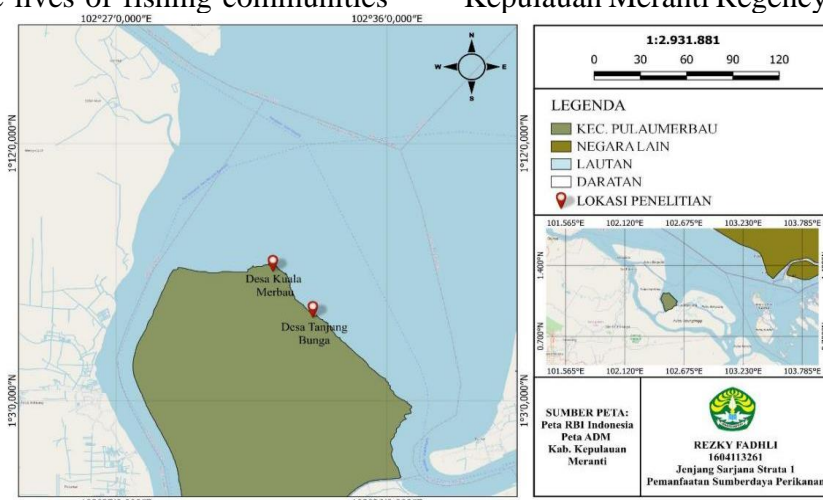 lives of fishing communities
Kepulauan Meranti Regency
102°27'0,000"E
102°36'0,000"E
1°12'0,000"N
1°12'0,000"N
1°3'0,000"N
1°3'0,000"N
N
W
E
S
Desa Kuala
Merbau
Desa Tanjung
Bunga
1:2.931.881
0 30 60 90 120
LEGENDA
KEC. PULAUMERBAU
NEGARA LAIN
LAUTAN
DARATAN
LOKASI PENELITIAN
101.565°E 102.120°E 102.675°E 103.230°E 103.785°E
1.400°N
0.700°N
101.565°E 102.120°E 102.675°E 103.230°E 103.785°E
SUMBER PETA:
Peta RBI Indonesia
Peta ADM
Kab. Kepulauan
Meranti
REZKY FADHLI
1604113261
Jenjang Sarjana Strata 1
Pemanfaatan Sumberdaya Perikanan